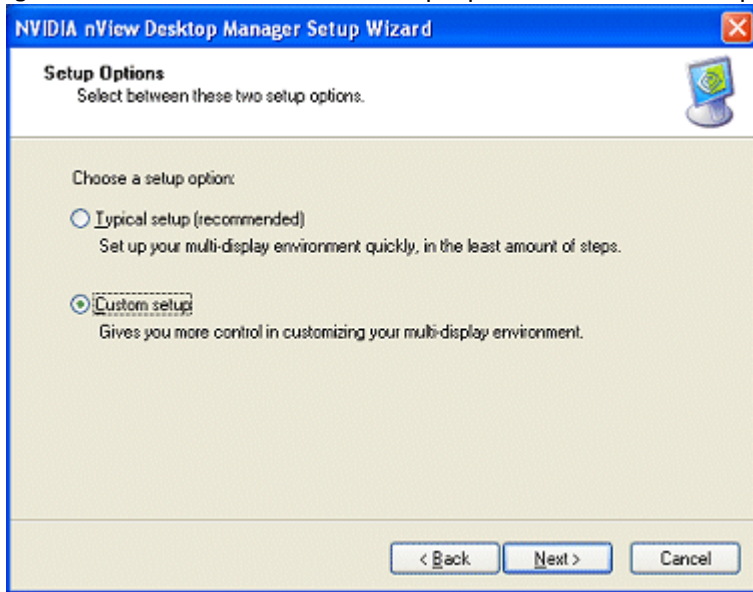 NVIDIA nView Desktop Manager Setup Wizard
Setup Options
Select between these two setup options.
Choose a setup option:
Typical setup (recommended)
Set up your multi-display environment quickly, in the least amount of steps.
Custom setup
Gives you more control in customizing your multi-display environment.
< Back Next > Cancel